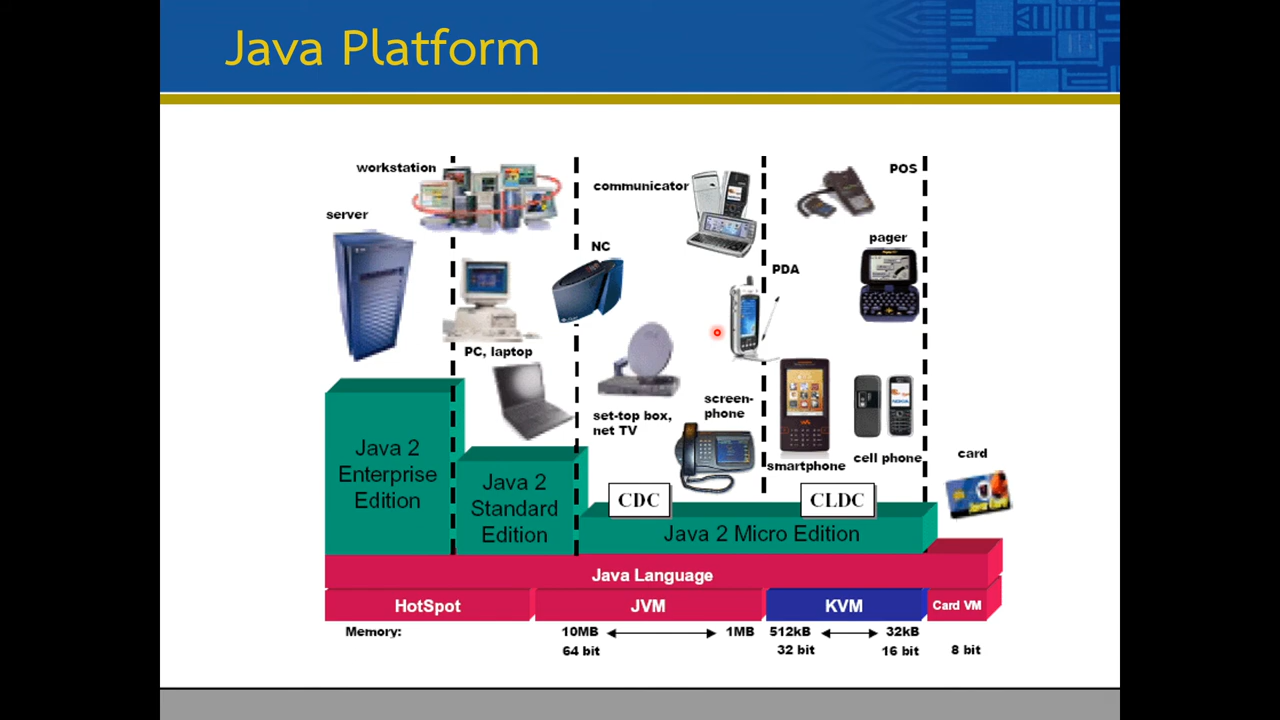 Java Platform
workstation
server
communicator
NC
POS
pager
PDA
PC, laptop
set-top box,
net TV
screen-
phone
smartphone
cell phone
card
Java 2
Enterprise
Edition
Java 2
Standard
Edition
CDC
CLDC
Java 2 Micro Edition
Java Language
HotSpot
JVM
KVM
Card VM
Memory:
10MB
1MB
512kB
32kB
64 bit
32 bit
16 bit
8 bit